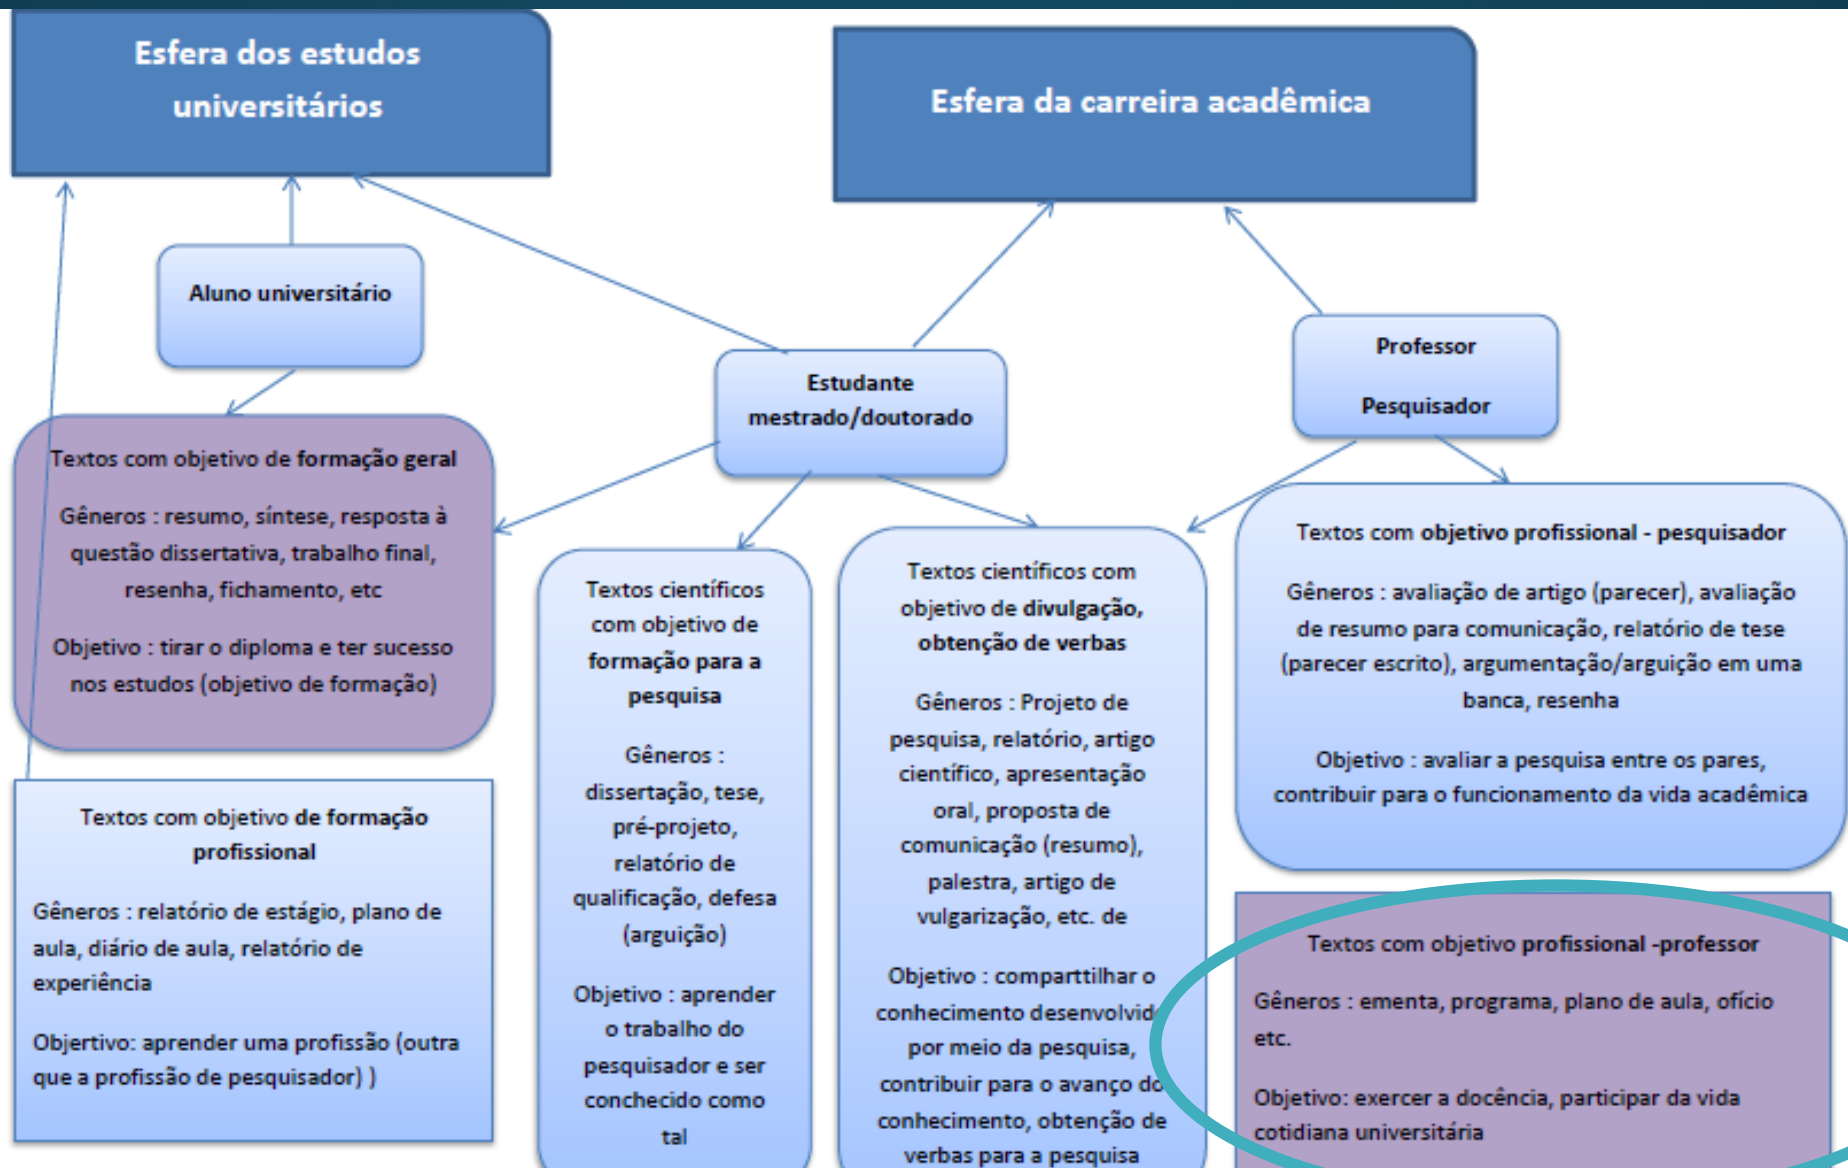 Esfera dos estudos
universitários
Esfera da carreira acadêmica
Aluno universitário
Estudante
mestrado/doutorado
Professor
Pesquisador
Textos com objetivo de formação geral
Gêneros : resumo, síntese, resposta à
questão dissertativa, trabalho final,
resenha, fichamento, etc
Objetivo : tirar o diploma e ter sucesso
nos estudos (objetivo de formação)
Textos com objetivo de formação
profissional
Gêneros : relatório de estágio, plano de
aula, diário de aula, relatório de
experiência
Objertivo: aprender uma profissão (outra
que a profissão de pesquisador) )
Textos científicos
com objetivo de
formação para a
pesquisa
Gêneros :
dissertação, tese,
pré-projeto,
relatório de
qualificação, defesa
(arguição)
Objetivo : aprender
o trabalho do
pesquisador e ser
conchecido como
tal
Textos científicos com
objetivo de divulgação,
obtenção de verbas
Gêneros : Projeto de
pesquisa, relatório, artigo
científico, apresentação
oral, proposta de
comunicação (resumo),
palestra, artigo de
vulgarização, etc. de
Objetivo : comparttilhar o
conhecimento desenvolvido
por meio da pesquisa,
contribuir para o avanço do
conhecimento, obtenção de
verbas para a pesquisa
Textos com objetivo profissional - pesquisador
Gêneros : avaliação de artigo (parecer), avaliação
de resumo para comunicação, relatório de tese
(parecer escrito), argumentação/arguição em uma
banca, resenha
Objetivo : avaliar a pesquisa entre os pares,
contribuir para o funcionamento da vida acadêmica
Textos com objetivo profissional -professor
Gêneros : ementa, programa, plano de aula, ofício
etc.
Objetivo: exercer a docência, participar da vida
cotidiana universitária